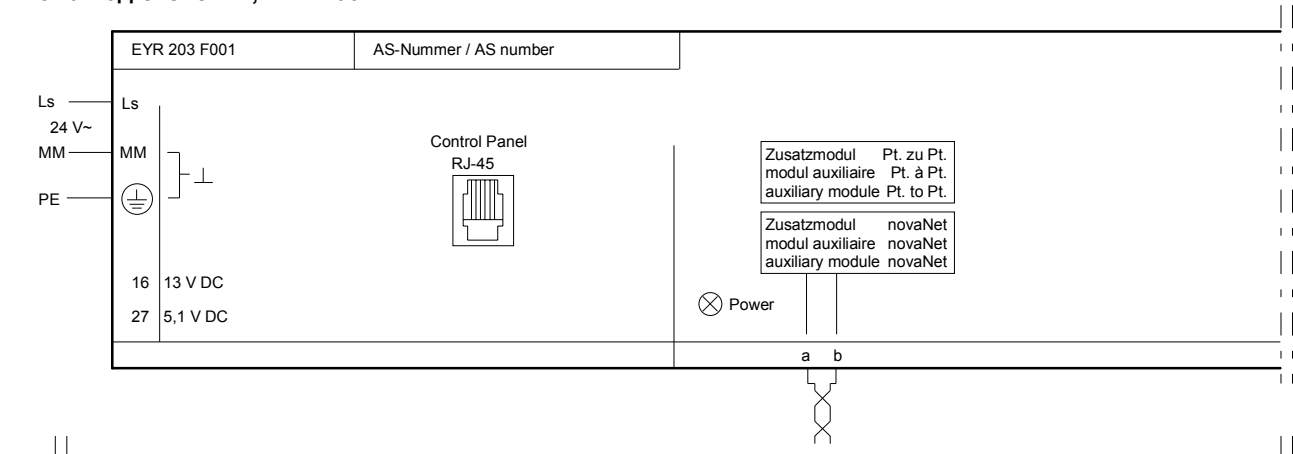 EYR 203 F001 AS-Nummer / AS number
Ls Ls
24 V~
MM MM
PE
Control Panel
RJ-45
Zusatzmodul Pt. zu Pt.
modul auxiliaire Pt. à Pt.
auxiliary module Pt. to Pt.
Zusatzmodul novaNet
modul auxiliaire novaNet
auxiliary module novaNet
16 13 V DC
27 5,1 V DC
Power
a b